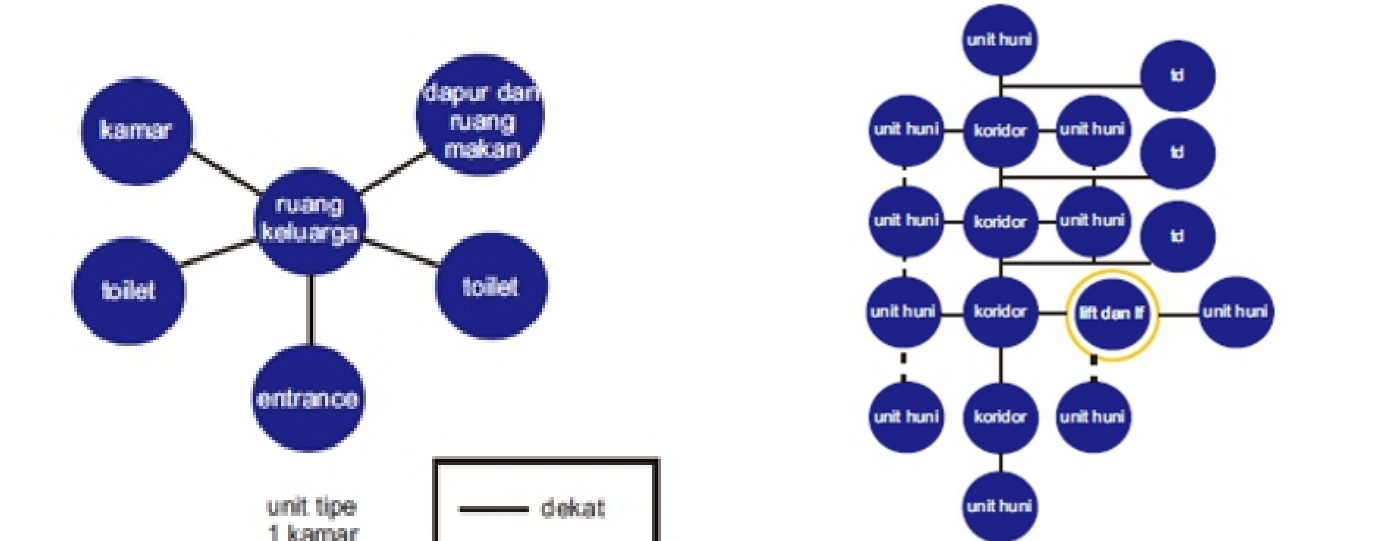 kamar
dapur dan
ruang
makan
ruang
keluarga
toilet
toilet
entrance
unit tipe
1 kamar
dekat
unit huni
td
unit huni
koridor
unit huni
td
unit huni
koridor
unit huni
td
unit huni
koridor
lift dan lf
unit huni
unit huni
koridor
unit huni
unit huni